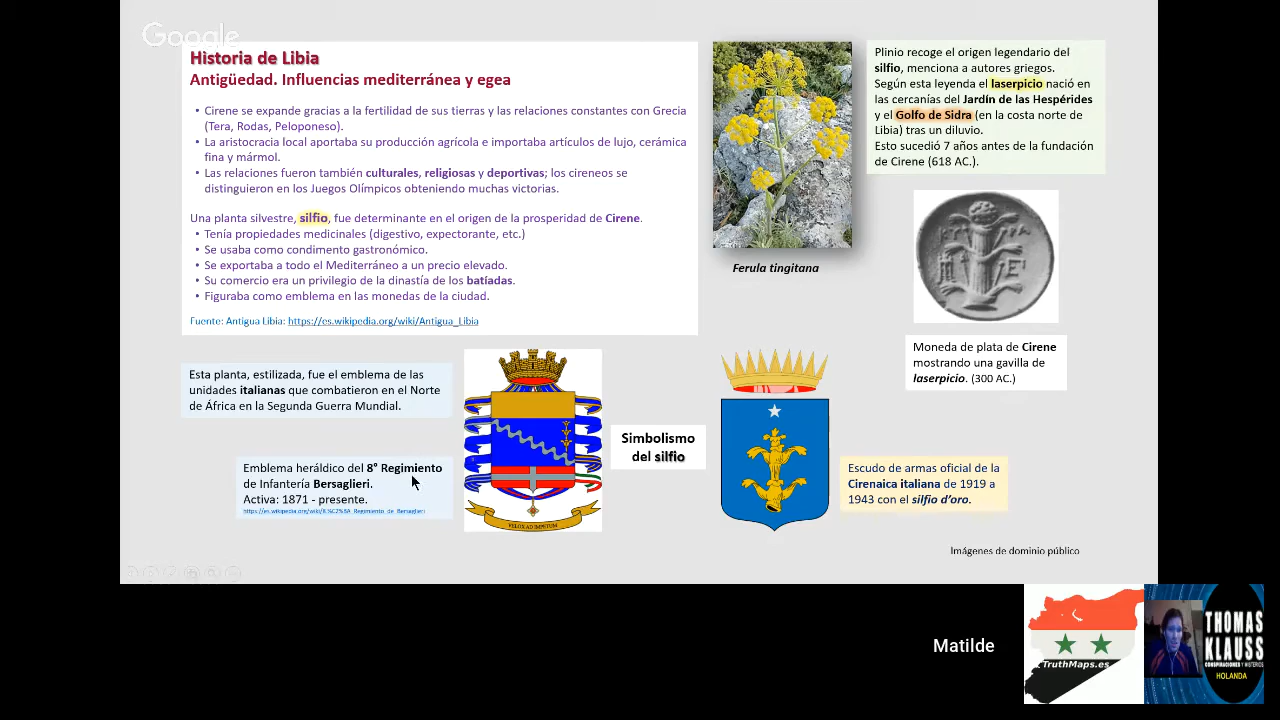 Google
Historia de Libia
Antigüedad. Influencias mediterránea y egea
• Cirene se expande gracias a la fertilidad de sus tierras y las relaciones constantes con Grecia
(Tera, Rodas, Peloponeso).
• La aristocracia local aportaba su producción agrícola e importaba artículos de lujo, cerámica
fina y mármol.
• Las relaciones fueron también culturales, religiosas y deportivas; los cireneos se
distinguieron en los Juegos Olímpicos obteniendo muchas victorias.
Una planta silvestre, silfio, fue determinante en el origen de la prosperidad de Cirene.
• Tenía propiedades medicinales (digestivo, expectorante, etc.)
• Se usaba como condimento gastronómico.
• Se exportaba a todo el Mediterráneo a un precio elevado.
• Su comercio era un privilegio de la dinastía de los batíadas.
• Figuraba como emblema en las monedas de la ciudad.
Fuente: Antigua Libia: https://es.wikipedia.org/wiki/Antigua_Libia
Ferula tingitana
Plinio recoge el origen legendario del
silfio, menciona a autores griegos.
Según esta leyenda el laserpicio nació en
las cercanías del Jardín de las Hespérides
y el Golfo de Sidra (en la costa norte de
Libia) tras un diluvio.
Esto sucedió 7 años antes de la fundación
de Cirene (618 AC.).
Moneda de plata de Cirene
mostrando una gavilla de
laserpicio. (300 AC.)
Esta planta, estilizada, fue el emblema de las
unidades italianas que combatieron en el Norte
de África en la Segunda Guerra Mundial.
Emblema heráldico del 8° Regimiento
de Infantería Bersaglieri.
Activa: 1871 - presente.
https://es.wikipedia.org/wiki/8.%C2%BA_Regimiento_de_Bersaglieri
VELOX AD IMPETUM
Simbolismo
del silfio
Escudo de armas oficial de la
Cirenaica italiana de 1919 a
1943 con el silfio d'oro.
Imágenes de dominio público
Matilde
TruthMaps.es
THOMAS
KLAUSS
CONSPIRACIONES Y MISTERIOS
HOLANDA